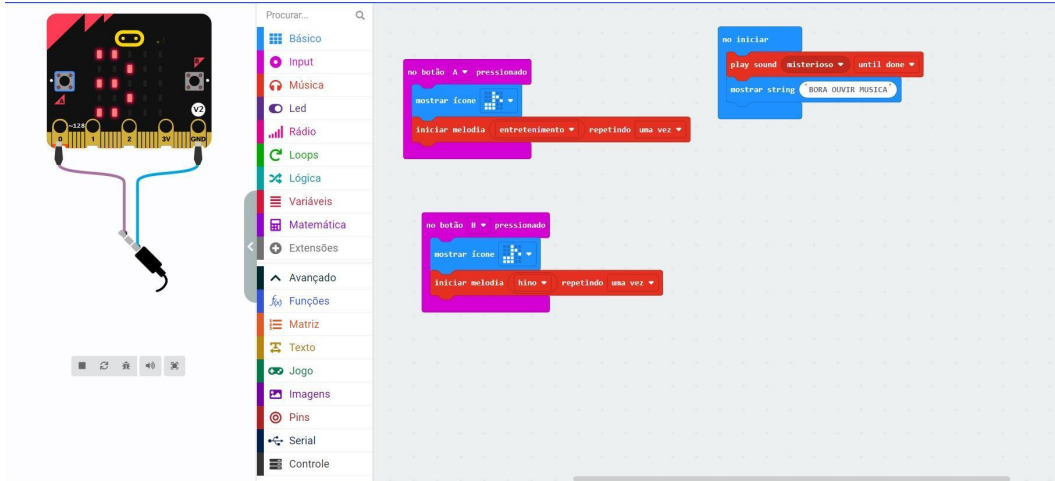 Procurar...
Básico
Input
Música
Led
Rádio
Loops
Lógica
Variáveis
Matemática
Extensões
Avançado
Funções
Matriz
Texto
Jogo
Imagens
Pins
Serial
Controle
B
A
V2
~128
0 1 2 3V GND
no botão A pressionado
mostrar ícone
iniciar melodia entretenimento repetindo uma vez
no botão pressionado
mostrar ícone
iniciar melodia hino repetindo uma vez
no iniciar
play sound misterioso until done
mostrar string "BORA OUVIR MUSICA"